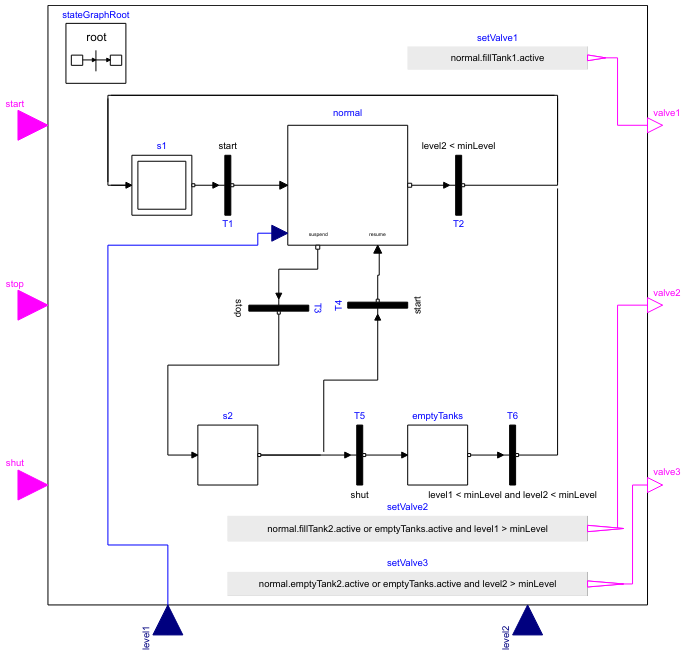 stateGraphRoot
root
setValve1
normal.fillTank1.active
start
valve1
normal
s1
start
level2 < minLevel
T1
T2
suspend
resume
stop
valve2
stop
T3
T4
start
s2
T5
emptyTanks
T6
shut
valve3
shut
level1 < minLevel and level2 < minLevel
setValve2
normal.fillTank2.active or emptyTanks.active and level1 > minLevel
setValve3
normal.emptyTank2.active or emptyTanks.active and level2 > minLevel
level1
level2